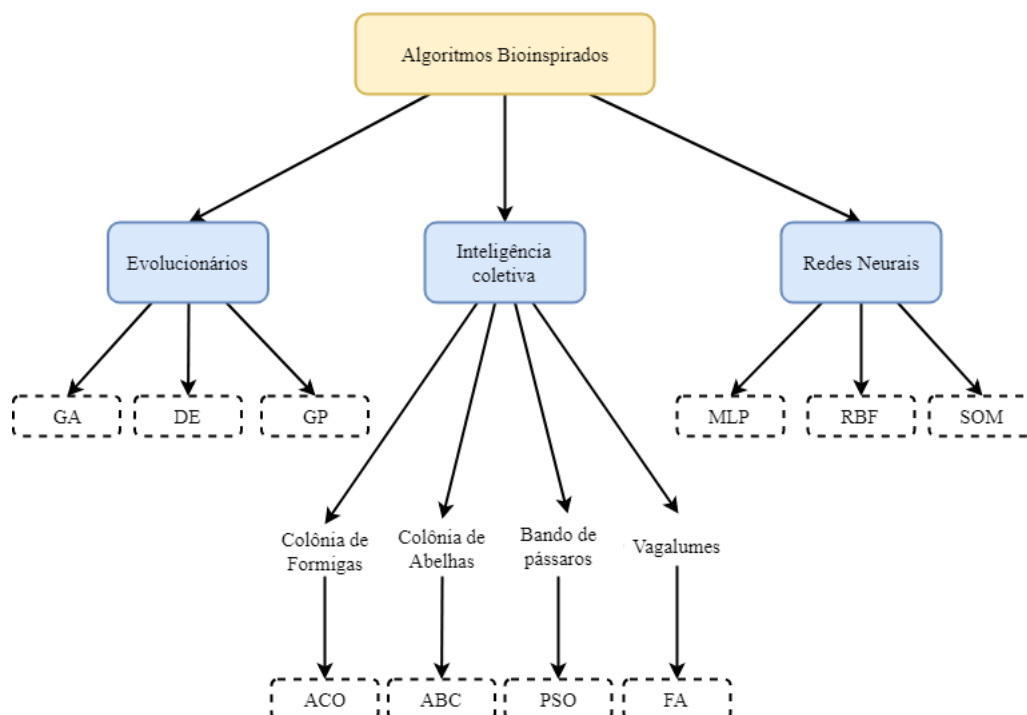 Algoritmos Bioinspirados
Evolucionários
Inteligência
coletiva
Redes Neurais
GA
DE
GP
MLP
RBF
SOM
Colônia de
Formigas
Colônia de
Abelhas
Bando de
pássaros
Vagalumes
ACO
ABC
PSO
FA